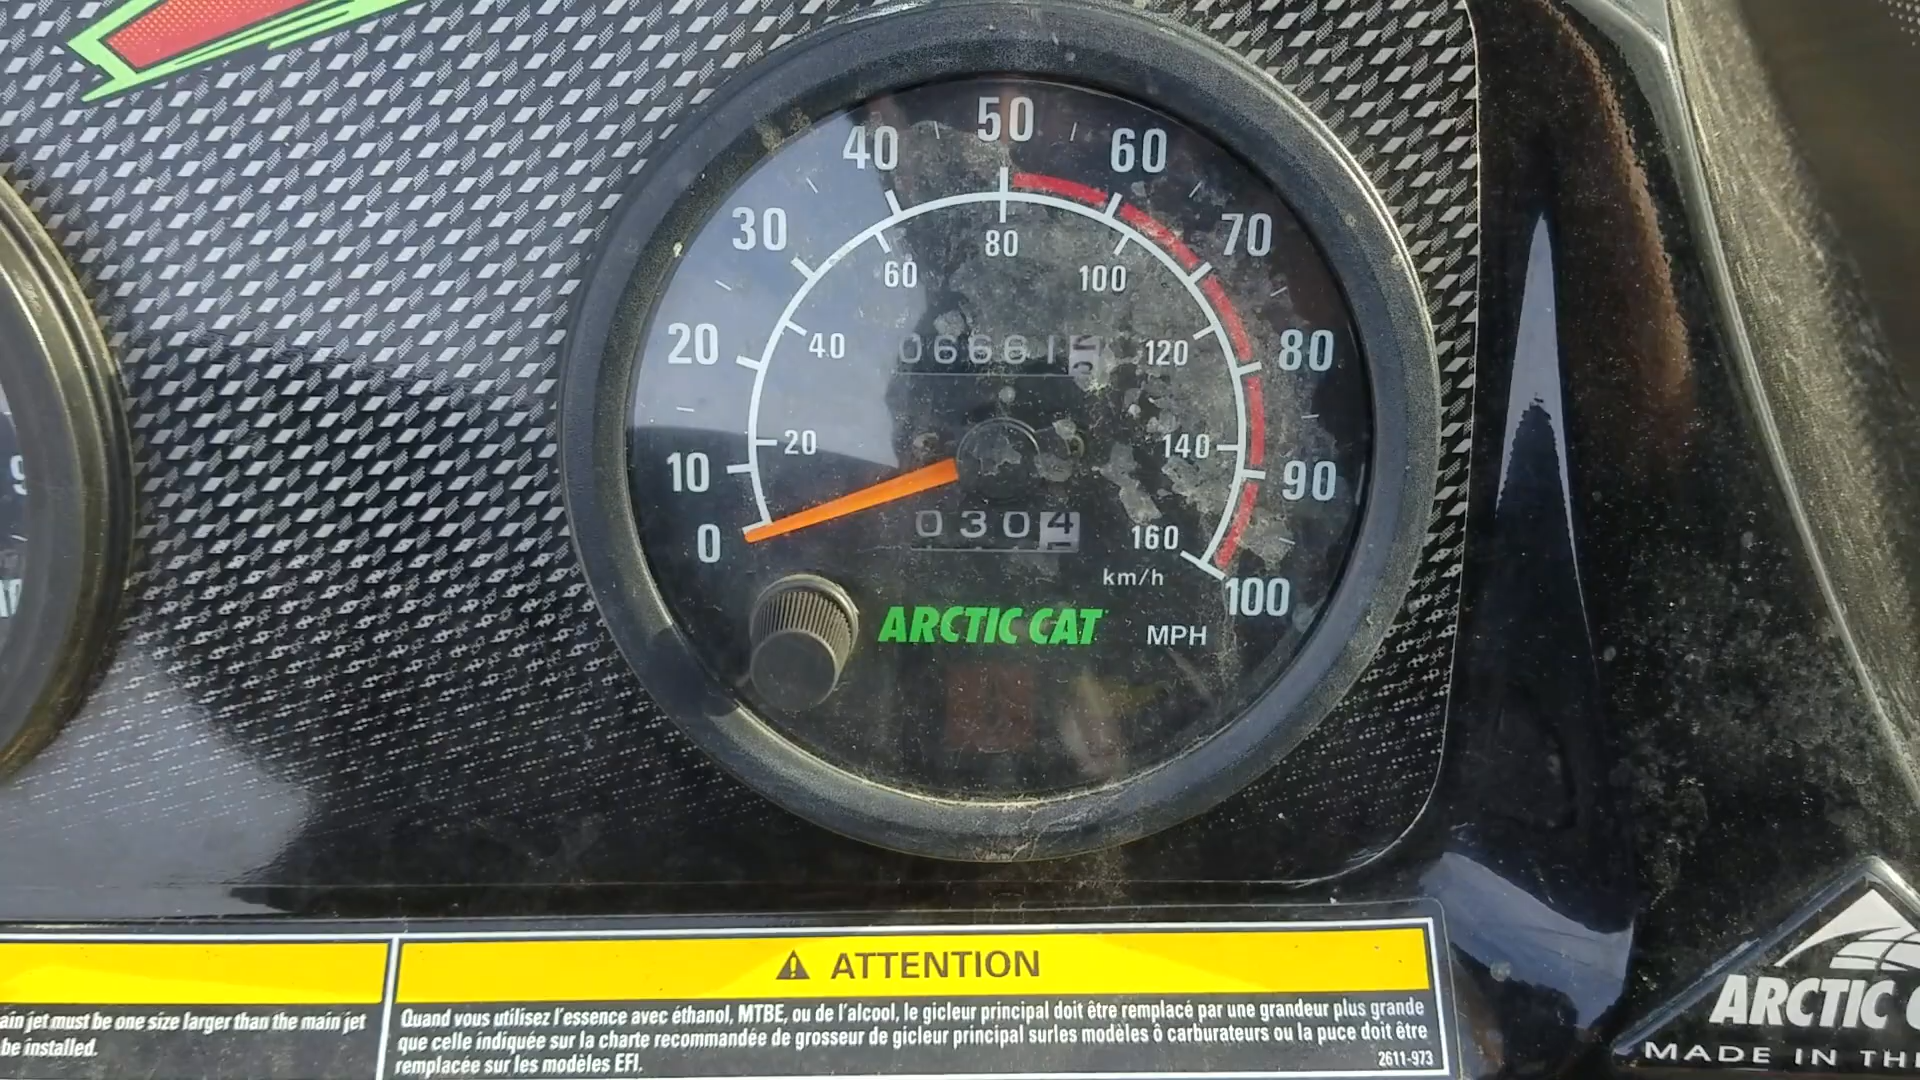 50
40
60
30
70
80
60
100
20
40
06661
120
80
20
140
10
90
0
0304
160
km/h
100
ARCTIC CAT
MPH
9
⚠ ATTENTION
ain jet must be one size larger than the main jet
be installed.
Quand vous utilisez l'essence avec éthanol, MTBE, ou de l'alcool, le gicleur principal doit être remplacé par une grandeur plus grande
que celle indiquée sur la charte recommandée de grosseur de gicleur principal surles modèles ô carburateurs ou la puce doit être
remplacée sur les modèles EFI.
2611-973
ARCTIC
MADE IN